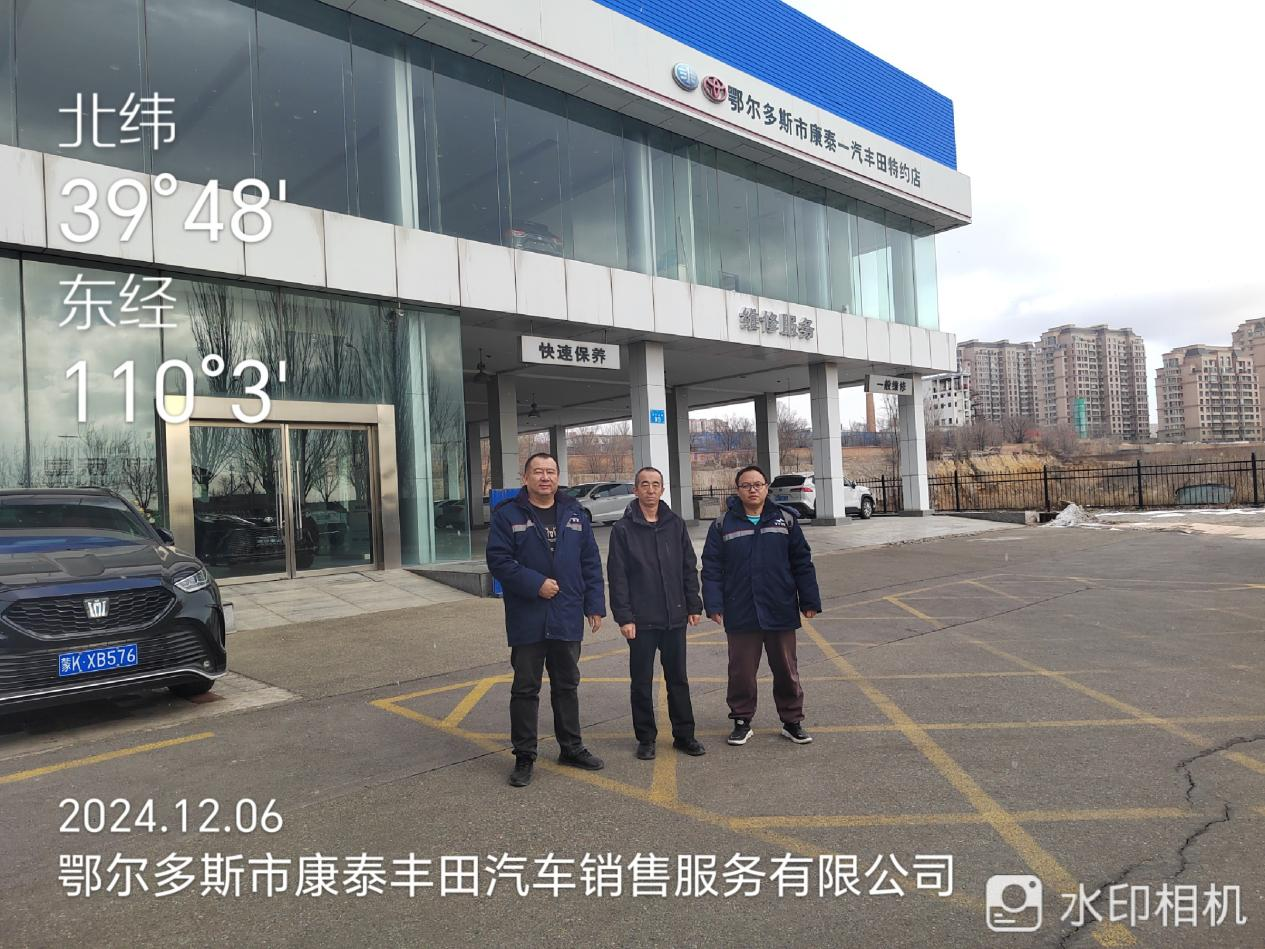 鄂尔多斯市康泰一汽丰田特约店
北纬
39°48'
东经
110°3'
维修服务
快速保养
一般维修
蒙K·XB576
2024.12.06
鄂尔多斯市康泰丰田汽车销售服务有限公司
水印相机